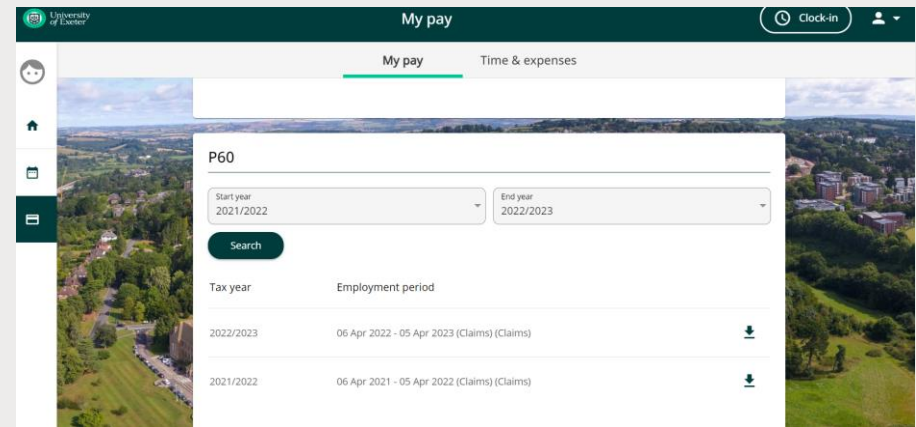 University
of Exeter
My pay
Clock-in
My pay
Time & expenses
P60
Start year
2021/2022
End year
2022/2023
Search
Tax year Employment period
2022/2023 06 Apr 2022 - 05 Apr 2023 (Claims) (Claims)
2021/2022 06 Apr 2021 - 05 Apr 2022 (Claims) (Claims)